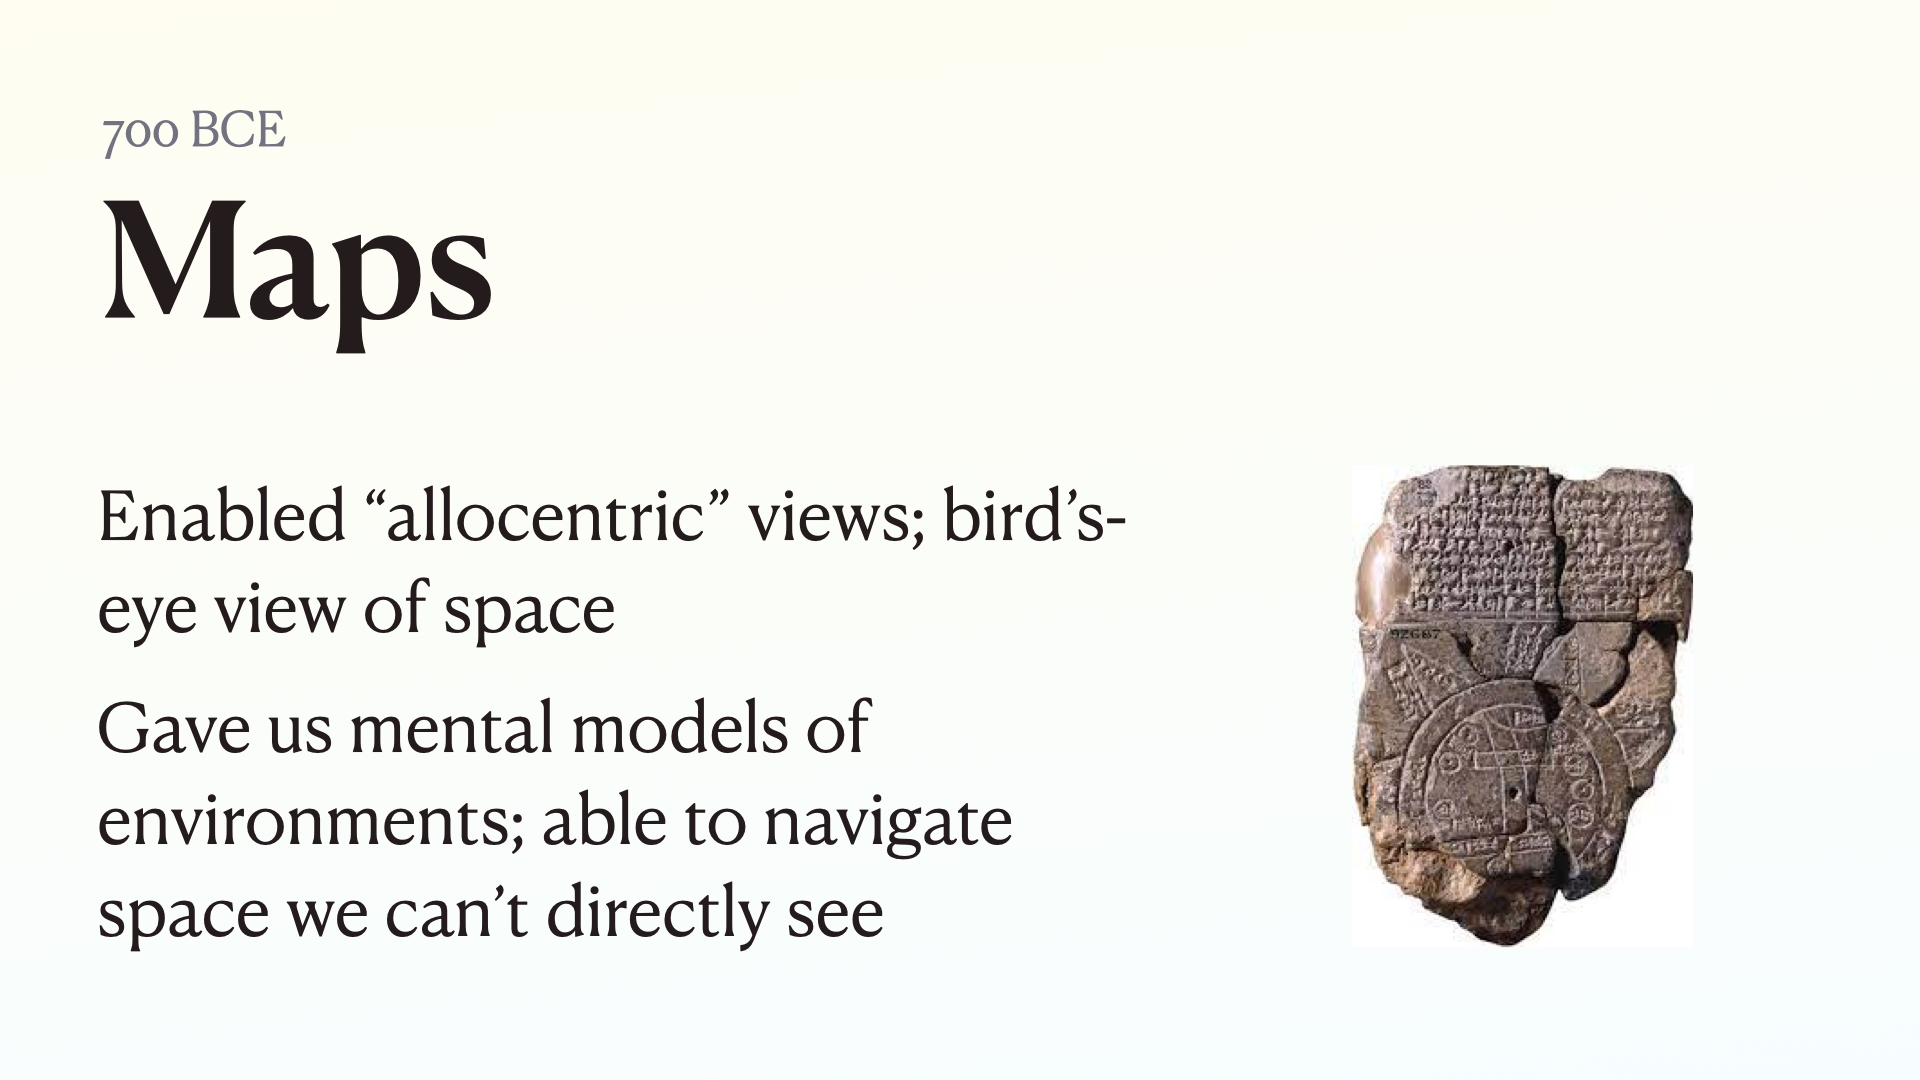 700 BCE
Maps
Enabled “allocentric” views; bird’s-
eye view of space
Gave us mental models of
environments; able to navigate
space we can’t directly see
92687